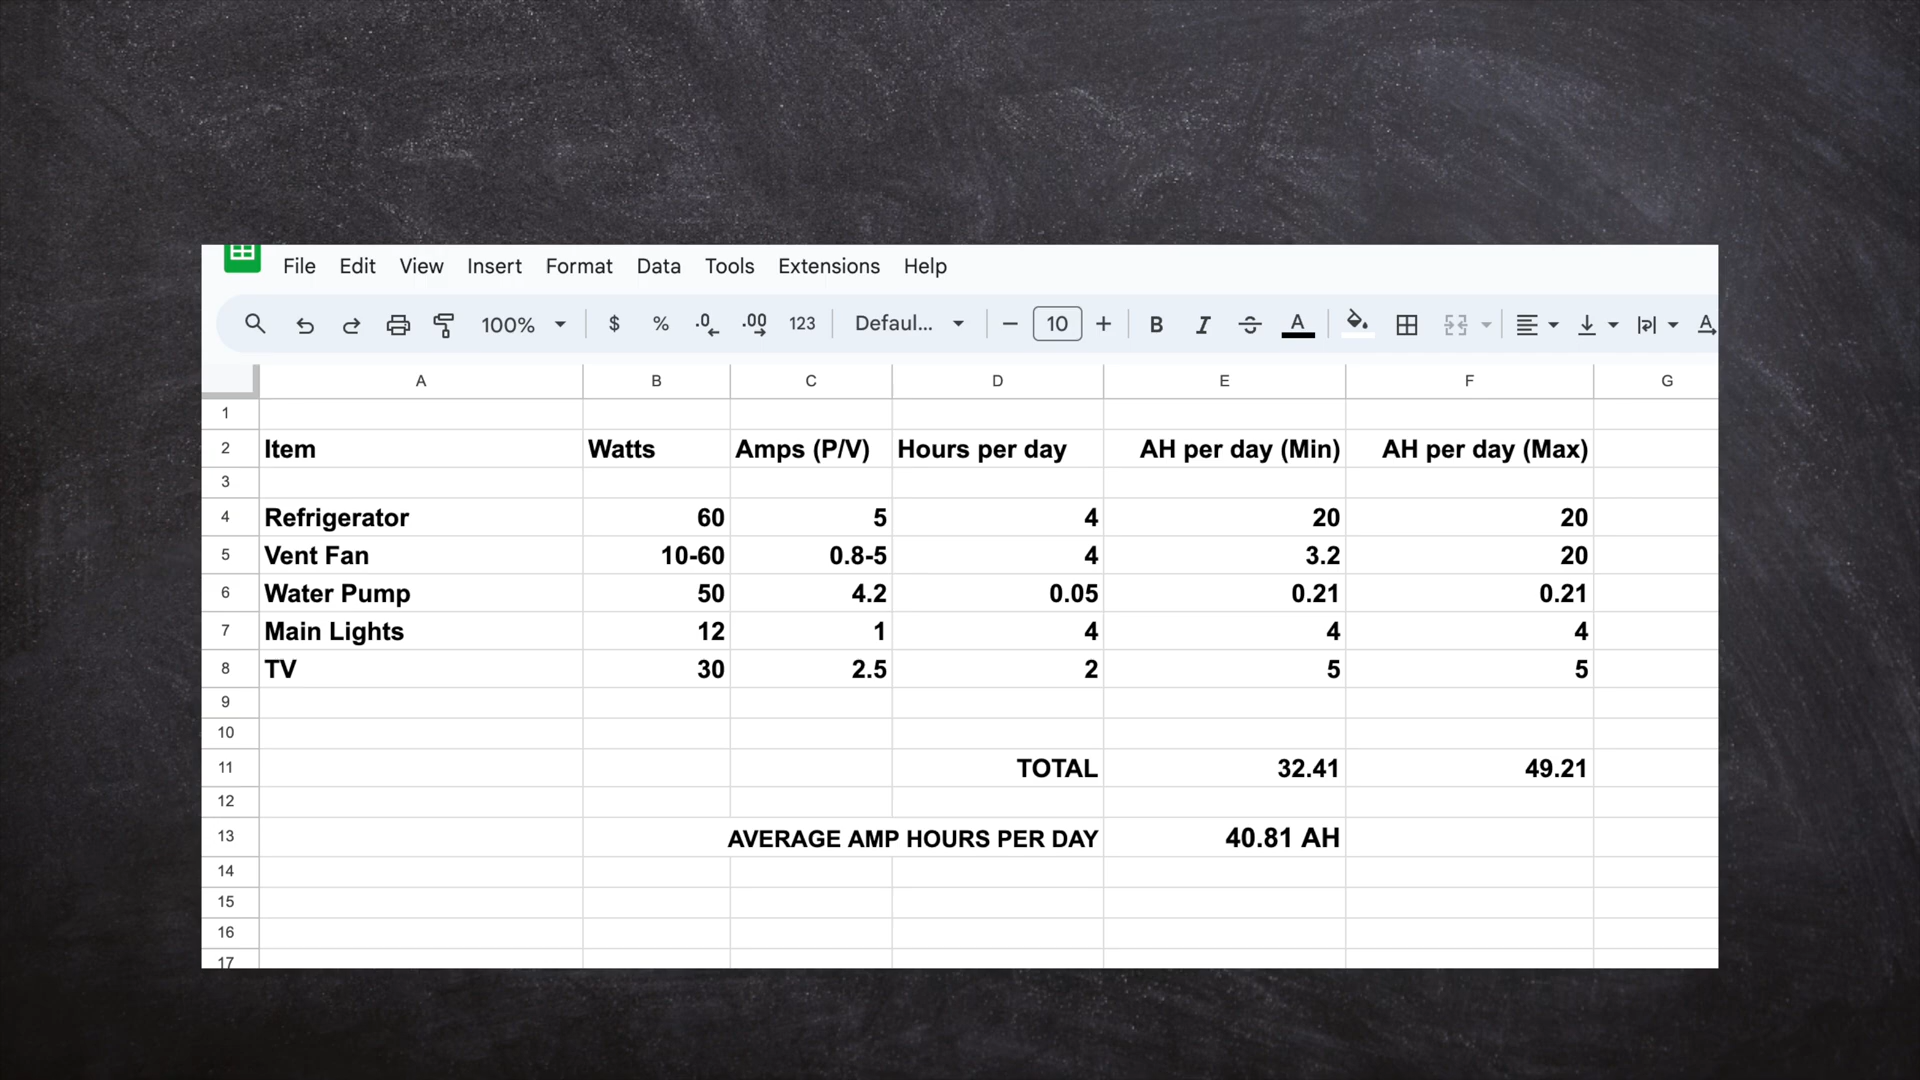 File Edit View Insert Format Data Tools Extensions Help
100% $ % .0 .00 123 Defaul... 10 B I S A A
A B C D E F G
1
2 Item Watts Amps (P/V) Hours per day AH per day (Min) AH per day (Max)
3
4 Refrigerator 60 5 4 20 20
5 Vent Fan 10-60 0.8-5 4 3.2 20
6 Water Pump 50 4.2 0.05 0.21 0.21
7 Main Lights 12 1 4 4 4
8 TV 30 2.5 2 5 5
9
10
11 TOTAL 32.41 49.21
12
13 AVERAGE AMP HOURS PER DAY 40.81 AH
14
15
16
17